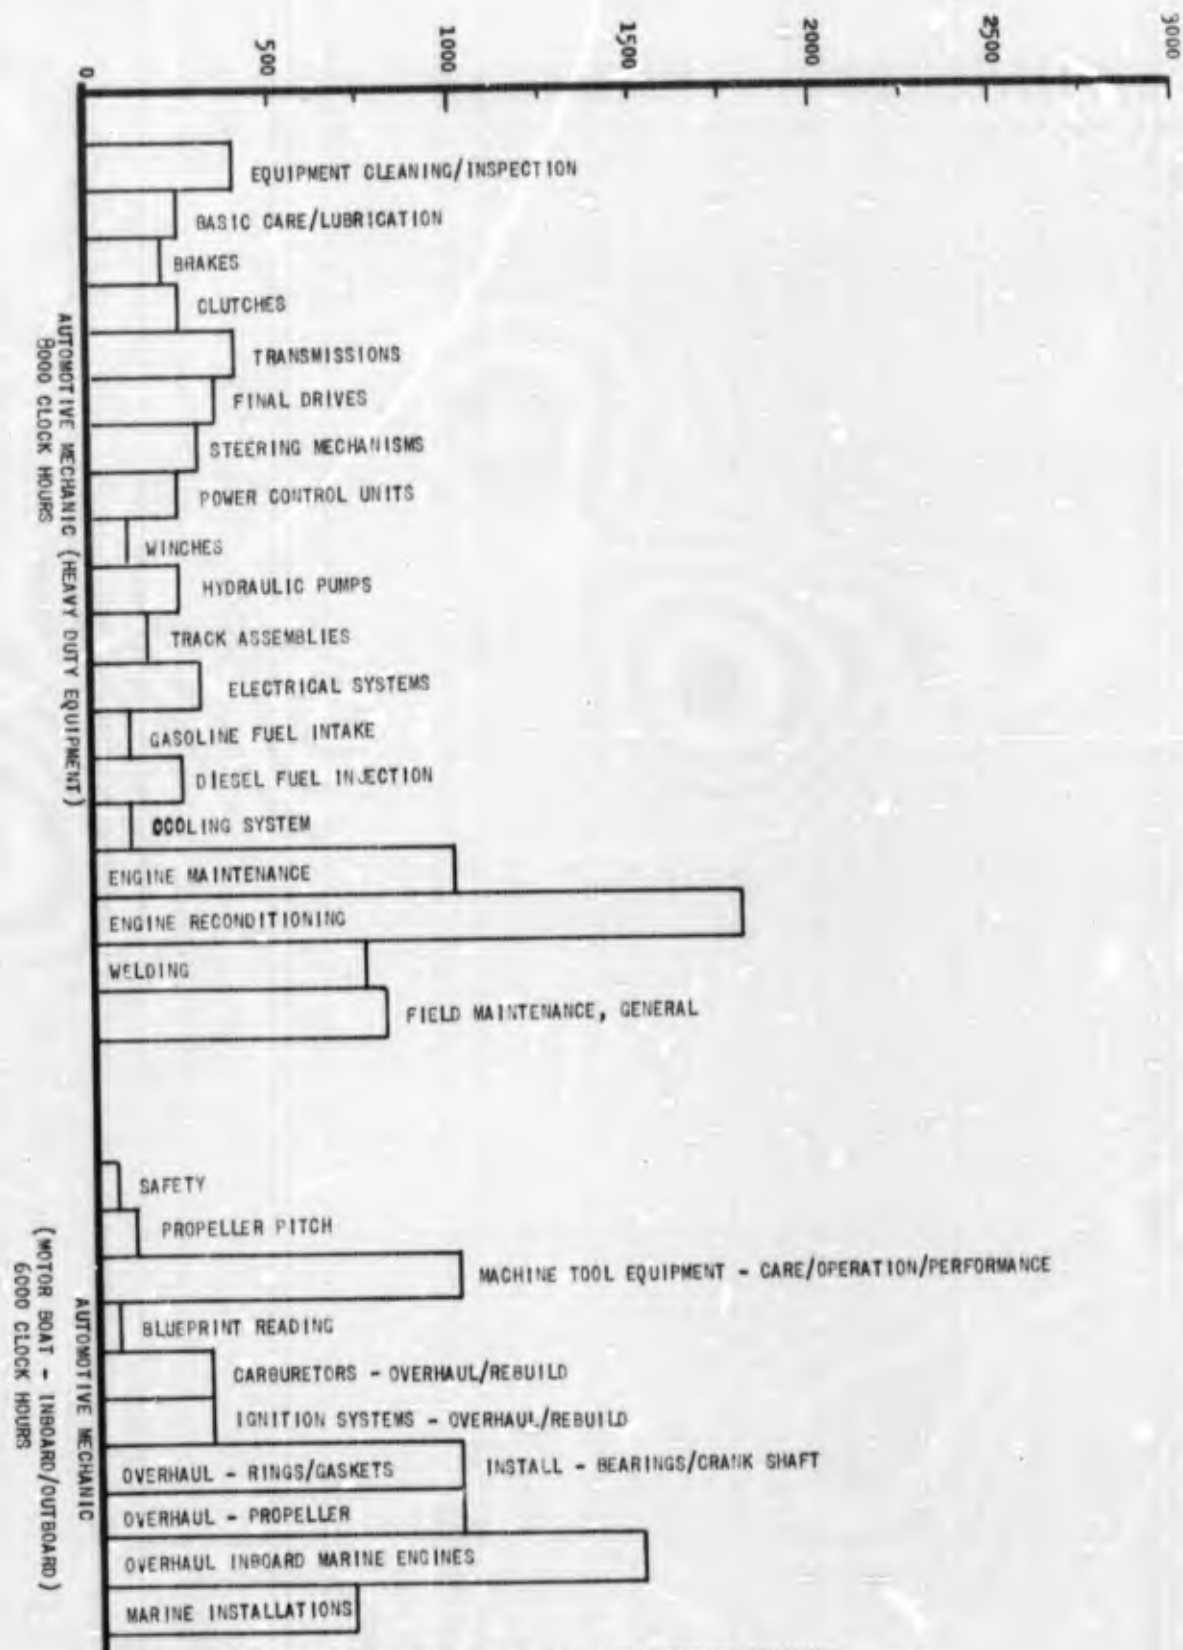 0
500
1000
1500
2000
2500
3000
EQUIPMENT CLEANING/INSPECTION
BASIC CARE/LUBRICATION
BRAKES
CLUTCHES
TRANSMISSIONS
FINAL DRIVES
STEERING MECHANISMS
POWER CONTROL UNITS
WINCHES
HYDRAULIC PUMPS
TRACK ASSEMBLIES
ELECTRICAL SYSTEMS
GASOLINE FUEL INTAKE
DIESEL FUEL INJECTION
COOLING SYSTEM
ENGINE MAINTENANCE
ENGINE RECONDITIONING
WELDING
FIELD MAINTENANCE, GENERAL
AUTOMOTIVE MECHANIC (HEAVY DUTY EQUIPMENT)
8000 CLOCK HOURS
SAFETY
PROPELLER PITCH
MACHINE TOOL EQUIPMENT - CARE/OPERATION/PERFORMANCE
BLUEPRINT READING
CARBURETORS - OVERHAUL/REBUILD
IGNITION SYSTEMS - OVERHAUL/REBUILD
OVERHAUL - RINGS/GASKETS INSTALL - BEARINGS/CRANK SHAFT
OVERHAUL - PROPELLER
OVERHAUL INBOARD MARINE ENGINES
MARINE INSTALLATIONS
AUTOMOTIVE MECHANIC
(MOTOR BOAT - INBOARD/OUTBOARD)
6000 CLOCK HOURS